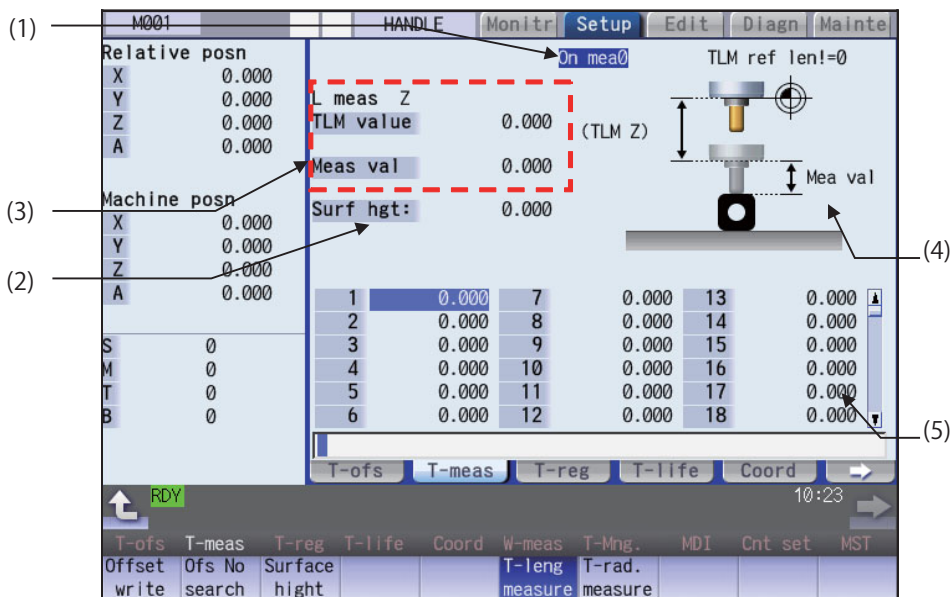 (1)
M001 HANDLE Monitr Setup Edit Diagn Mainte
Relative posn
X 0.000
Y 0.000
Z 0.000
A 0.000
Machine posn
X 0.000
Y 0.000
Z 0.000
A 0.000
S 0
M 0
T 0
B 0
(3)
(2)
On mea0 TLM ref len!=0
L meas Z
TLM value 0.000 (TLM Z)
Meas val 0.000
Mea val
Surf hgt: 0.000
(4)
1 0.000 7 0.000 13 0.000
2 0.000 8 0.000 14 0.000
3 0.000 9 0.000 15 0.000
4 0.000 10 0.000 16 0.000
5 0.000 11 0.000 17 0.000
6 0.000 12 0.000 18 0.000
(5)
T-ofs T-meas T-reg T-life Coord
RDY 10:23
T-ofs T-meas T-reg T-life Coord W-meas T-Mng. MDI Cnt set MST
Offset Ofs No Surface T-leng T-rad.
write search hight measure measure